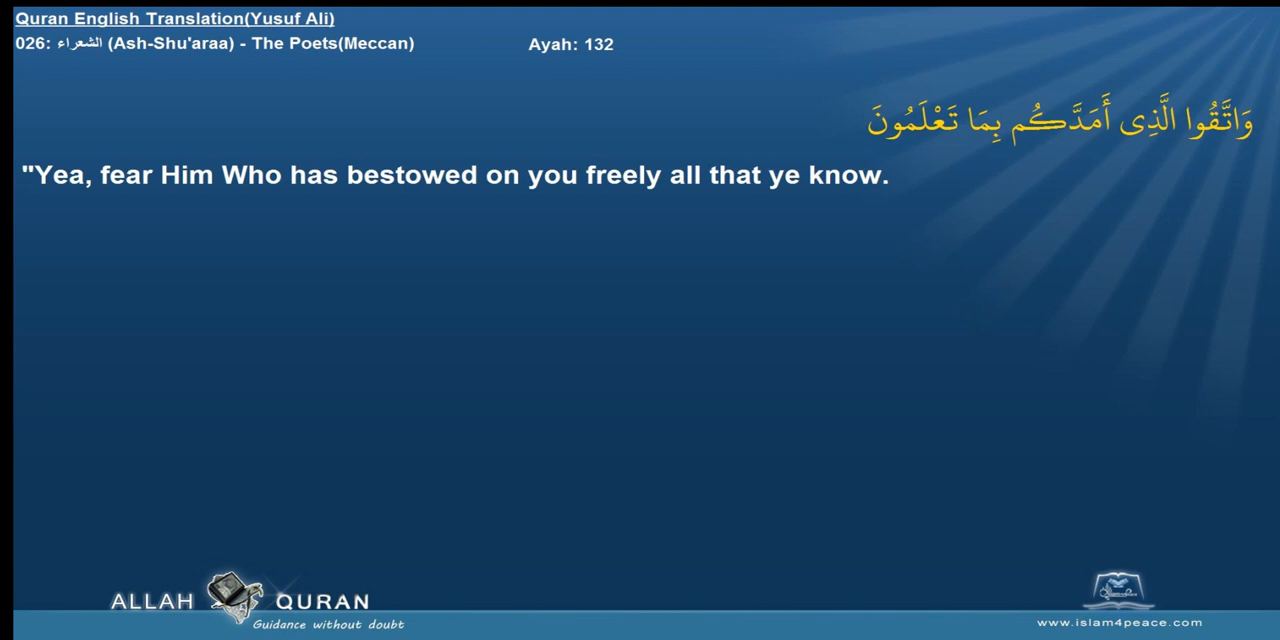 Quran English Translation(Yusuf Ali)
026: الشعراء (Ash-Shu'araa) - The Poets(Meccan) Ayah: 132
وَاتَّقُوا الَّذِى أَمَدَّكُم بِمَا تَعْلَمُونَ
"Yea, fear Him Who has bestowed on you freely all that ye know.
ALLAH QURAN
Guidance without doubt
www.islam4peace.com